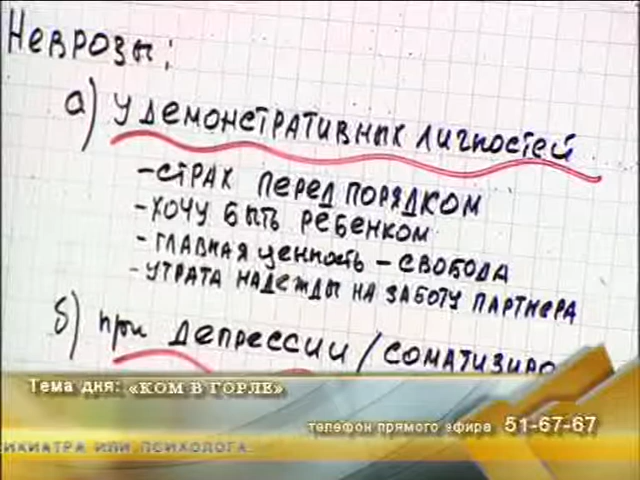 Неврозы:
а) у демонстративных личностей
- страх перед порядком
- хочу быть ребенком
- главная ценность - свобода
- утрата надежды на заботу партнера
б) при депрессии / соматизиро
Тема дня: «КОМ В ГОРЛЕ»
телефон прямого эфира 51-67-67
ИХИАТРА ИЛИ ПСИХОЛОГА.